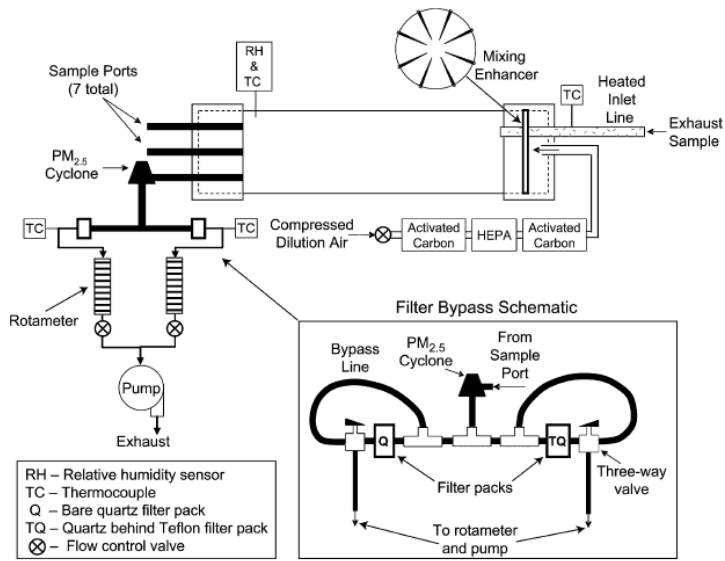 RH
&
TC
Mixing
Enhancer
Sample Ports
(7 total)
TC
Heated
Inlet
Line
Exhaust
Sample
PM2.5
Cyclone
Compressed
Dilution Air
Activated
Carbon
HEPA
Activated
Carbon
TC
TC
Rotameter
Pump
Exhaust
Filter Bypass Schematic
Bypass
Line
PM2.5
Cyclone
From
Sample
Port
Q
TQ
Filter packs
Three-way
valve
To rotameter
and pump
RH – Relative humidity sensor
TC – Thermocouple
Q – Bare quartz filter pack
TQ – Quartz behind Teflon filter pack
– Flow control valve